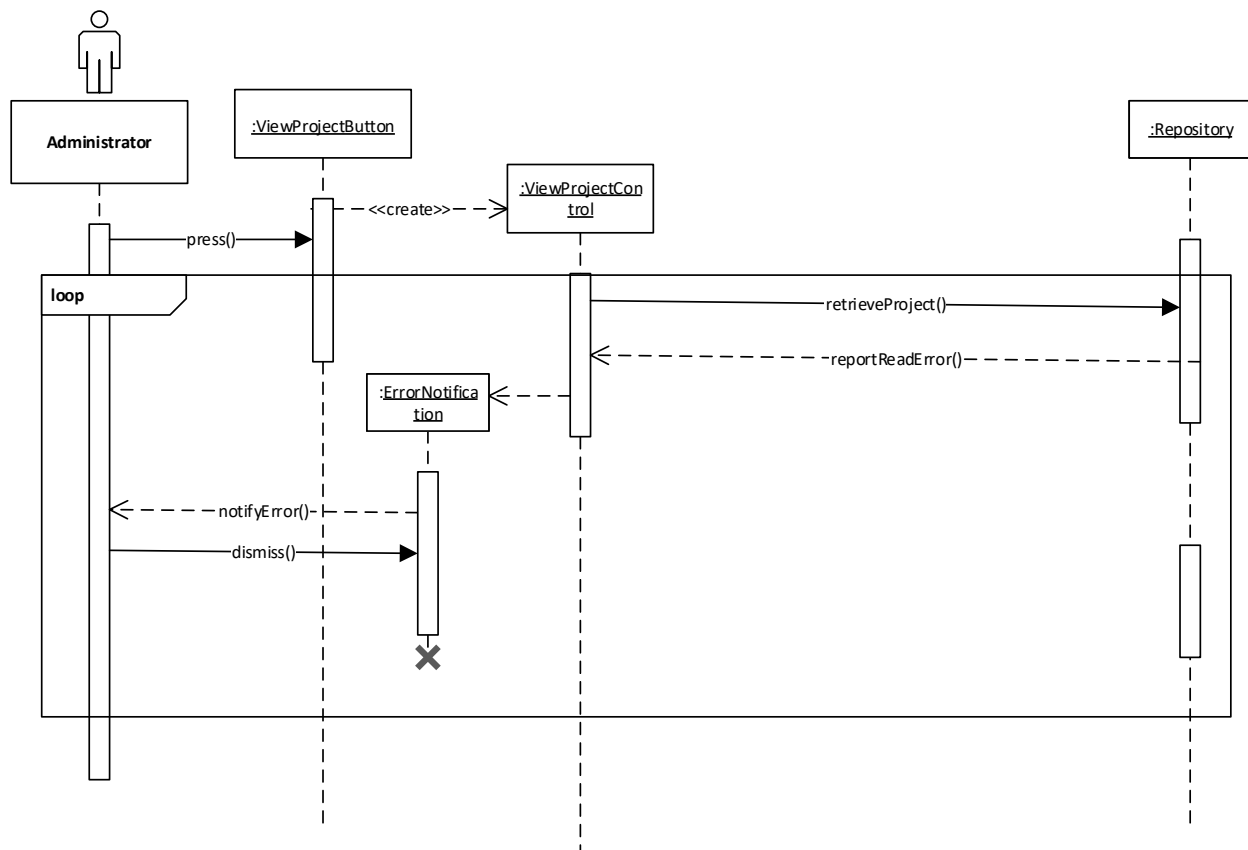 Administrator
:ViewProjectButton
:Repository
:ViewProjectCon
trol
<<create>>
press()
loop
retrieveProject()
reportReadError()
:ErrorNotifica
tion
notifyError()
dismiss()